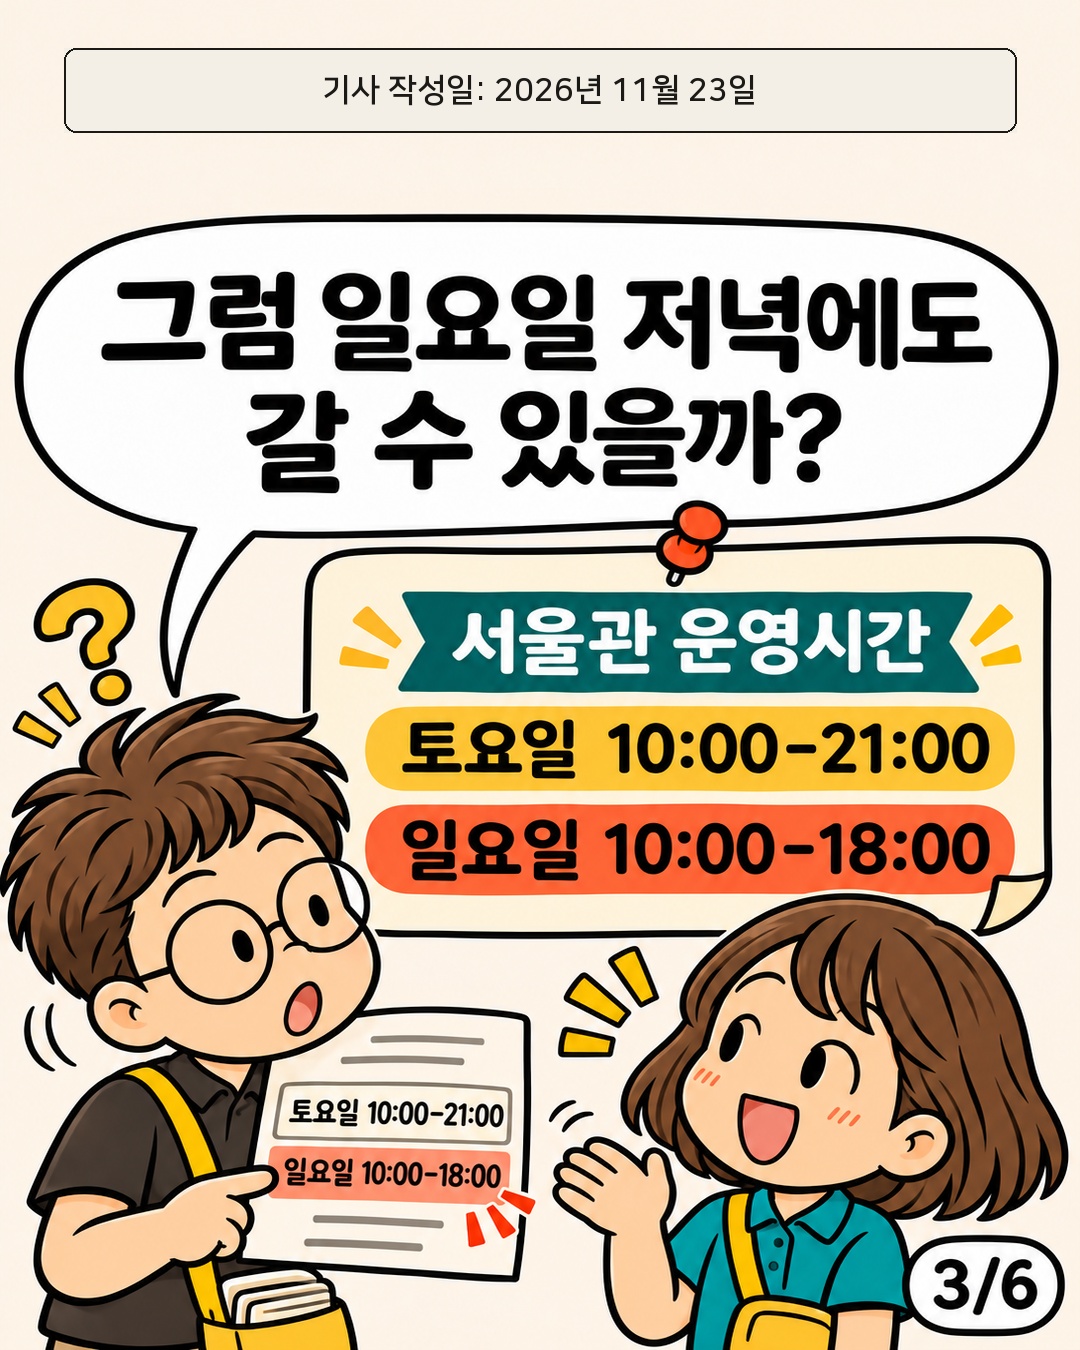 기사 작성일: 2026년 11월 23일
그럼 일요일 저녁에도
갈 수 있을까?
서울관 운영시간
토요일 10:00-21:00
일요일 10:00-18:00
토요일 10:00-21:00
일요일 10:00-18:00
3/6